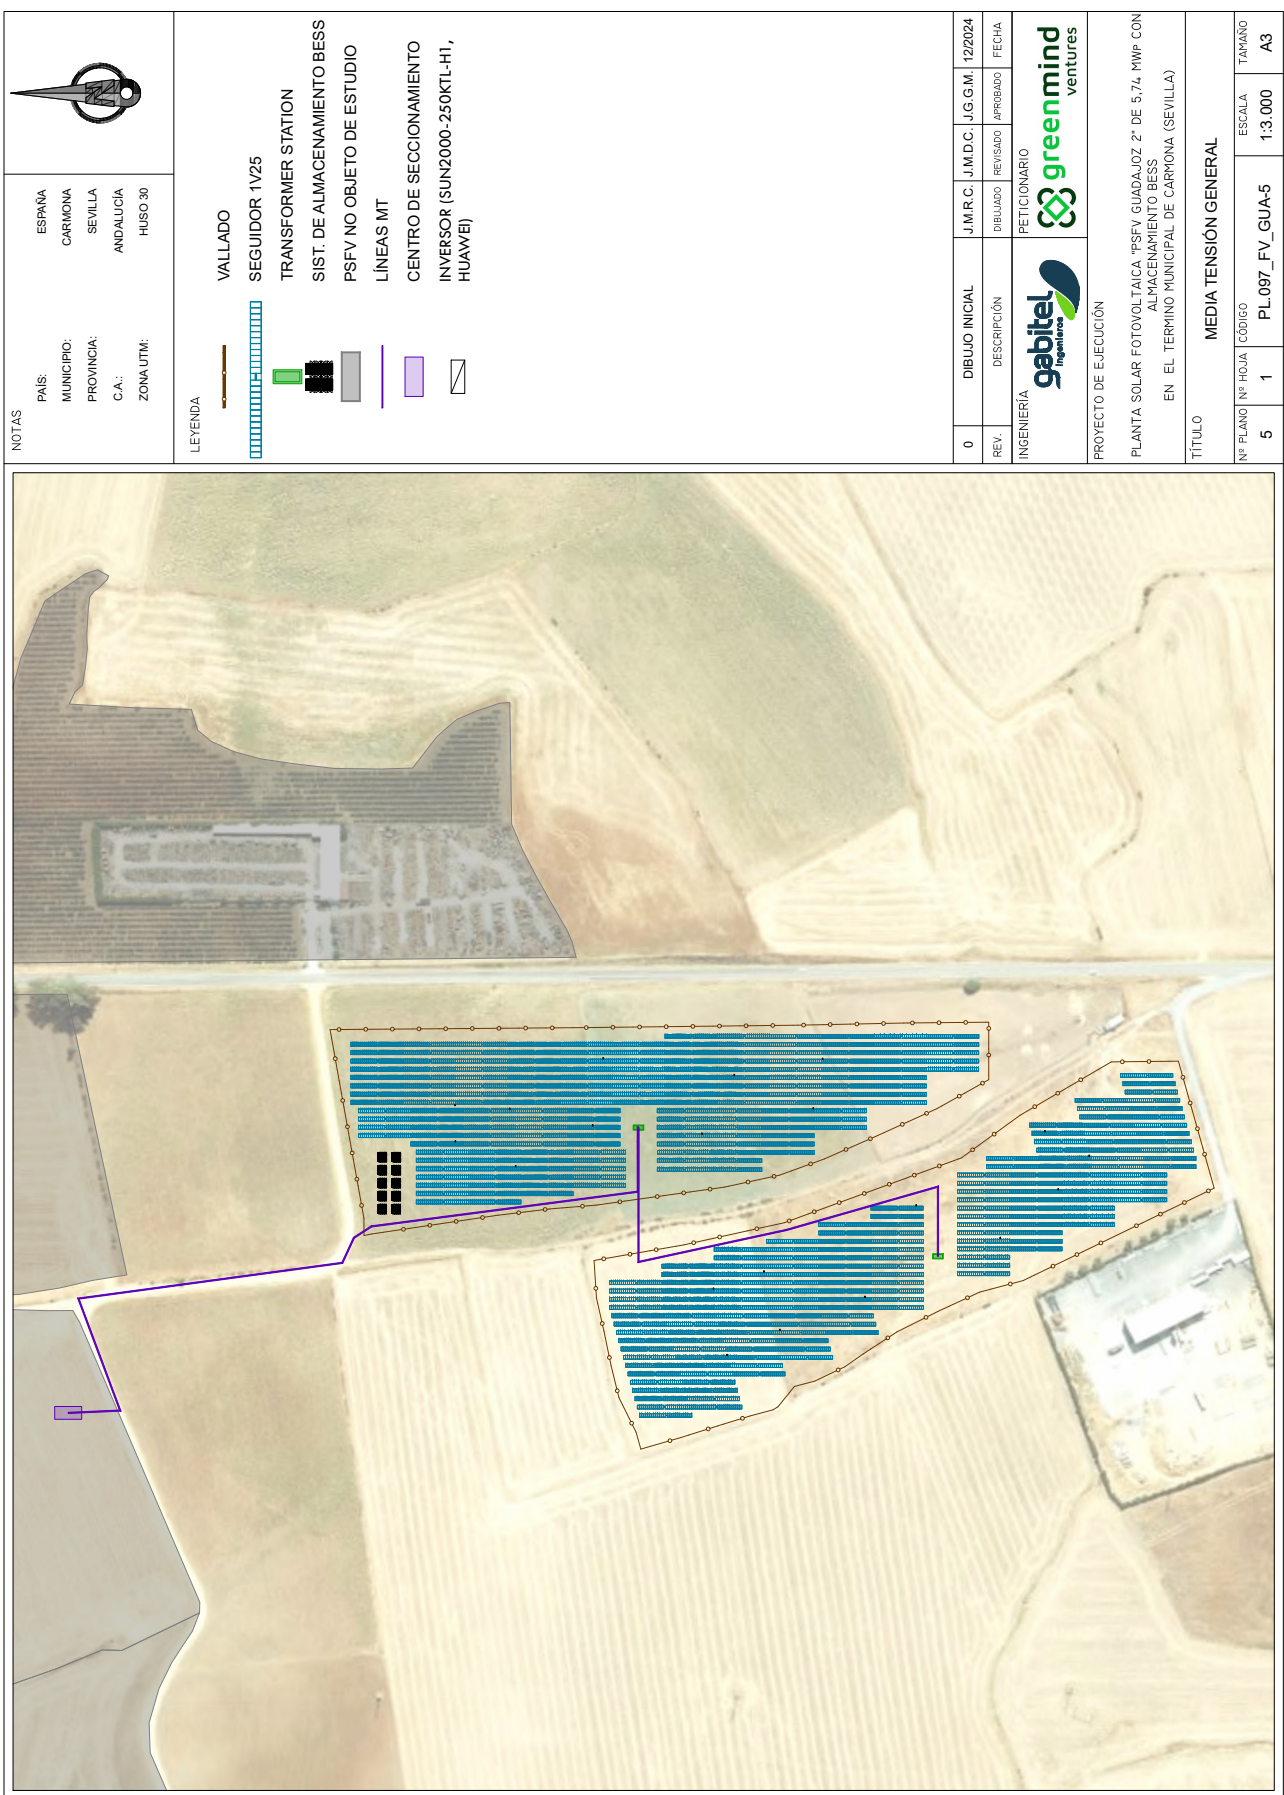 NOTAS
PAÍS: ESPAÑA
MUNICIPIO: CARMONA
PROVINCIA: SEVILLA
C.A.: ANDALUCÍA
ZONA UTM: HUSO 30
LEYENDA
VALLADO
SEGUIDOR 1V25
TRANSFORMER STATION
SIST. DE ALMACENAMIENTO BESS
PSFV NO OBJETO DE ESTUDIO
LÍNEAS MT
CENTRO DE SECCIONAMIENTO
INVERSOR (SUN2000-250KTL-H1,
HUAWEI)
0 DIBUJO INICIAL J.M.R.C. J.M.D.C. J.G.G.M. 12/2024
REV. DESCRIPCIÓN DIBUJADO REVISADO APROBADO FECHA
INGENIERÍA
gabitel
Ingenieros
PETICIONARIO
greenmind
ventures
PROYECTO DE EJECUCIÓN
PLANTA SOLAR FOTOVOLTAICA "PSFV GUADAJOZ 2" DE 5,74 MWP CON
ALMACENAMIENTO BESS
EN EL TERMINO MUNICIPAL DE CARMONA (SEVILLA)
TÍTULO
MEDIA TENSIÓN GENERAL
Nº PLANO Nº HOJA CÓDIGO ESCALA TAMAÑO
5 1 PL.097_FV_GUA-5 1:3.000 A3